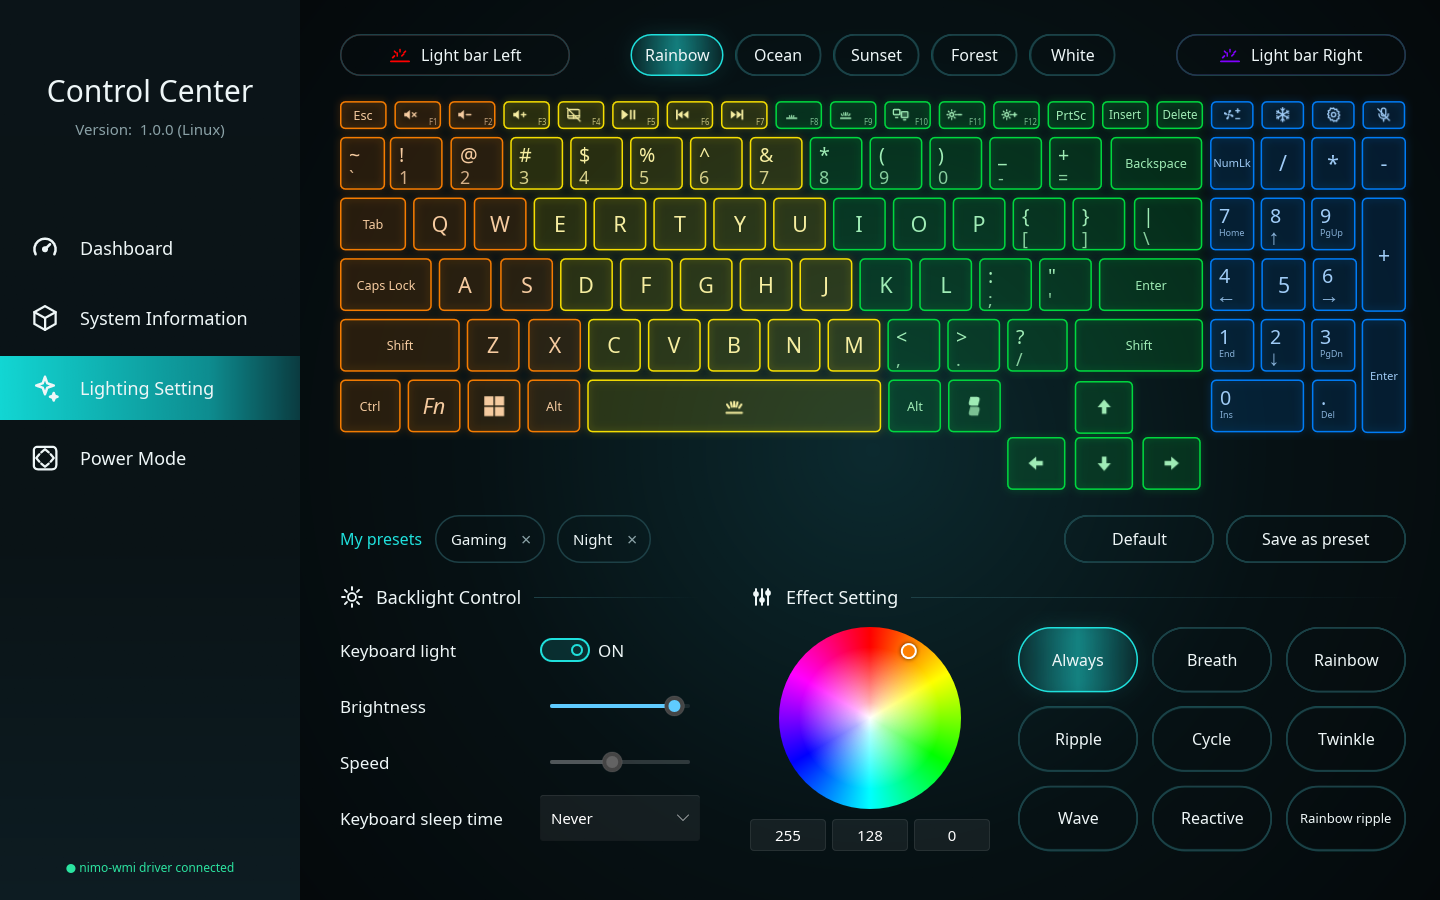 Control Center
Version: 1.0.0 (Linux)
Dashboard
System Information
Lighting Setting
Power Mode
nimo-wmi driver connected
Light bar Left
Rainbow Ocean Sunset Forest White
Light bar Right
Esc F1 F2 F3 F4 F5 F6 F7 F8 F9 F10 F11 F12 PrtSc Insert Delete
~ ! @ # $ % ^ & * ( ) _ + Backspace NumLk / * -
` 1 2 3 4 5 6 7 8 9 0 - =
Tab Q W E R T Y U I O P { } | 7 8 9 +
[ ] \ Home ↑ PgUp
Caps Lock A S D F G H J K L : " Enter 4 5 6
; ' ← →
Shift Z X C V B N M < > ? Shift 1 2 3 Enter
, . / End ↓ PgDn
Ctrl Fn Alt Alt 0 .
Ins Del
My presets Gaming × Night × Default Save as preset
Backlight Control
Keyboard light ON
Brightness
Speed
Keyboard sleep time Never
Effect Setting
255 128 0
Always Breath Rainbow
Ripple Cycle Twinkle
Wave Reactive Rainbow ripple